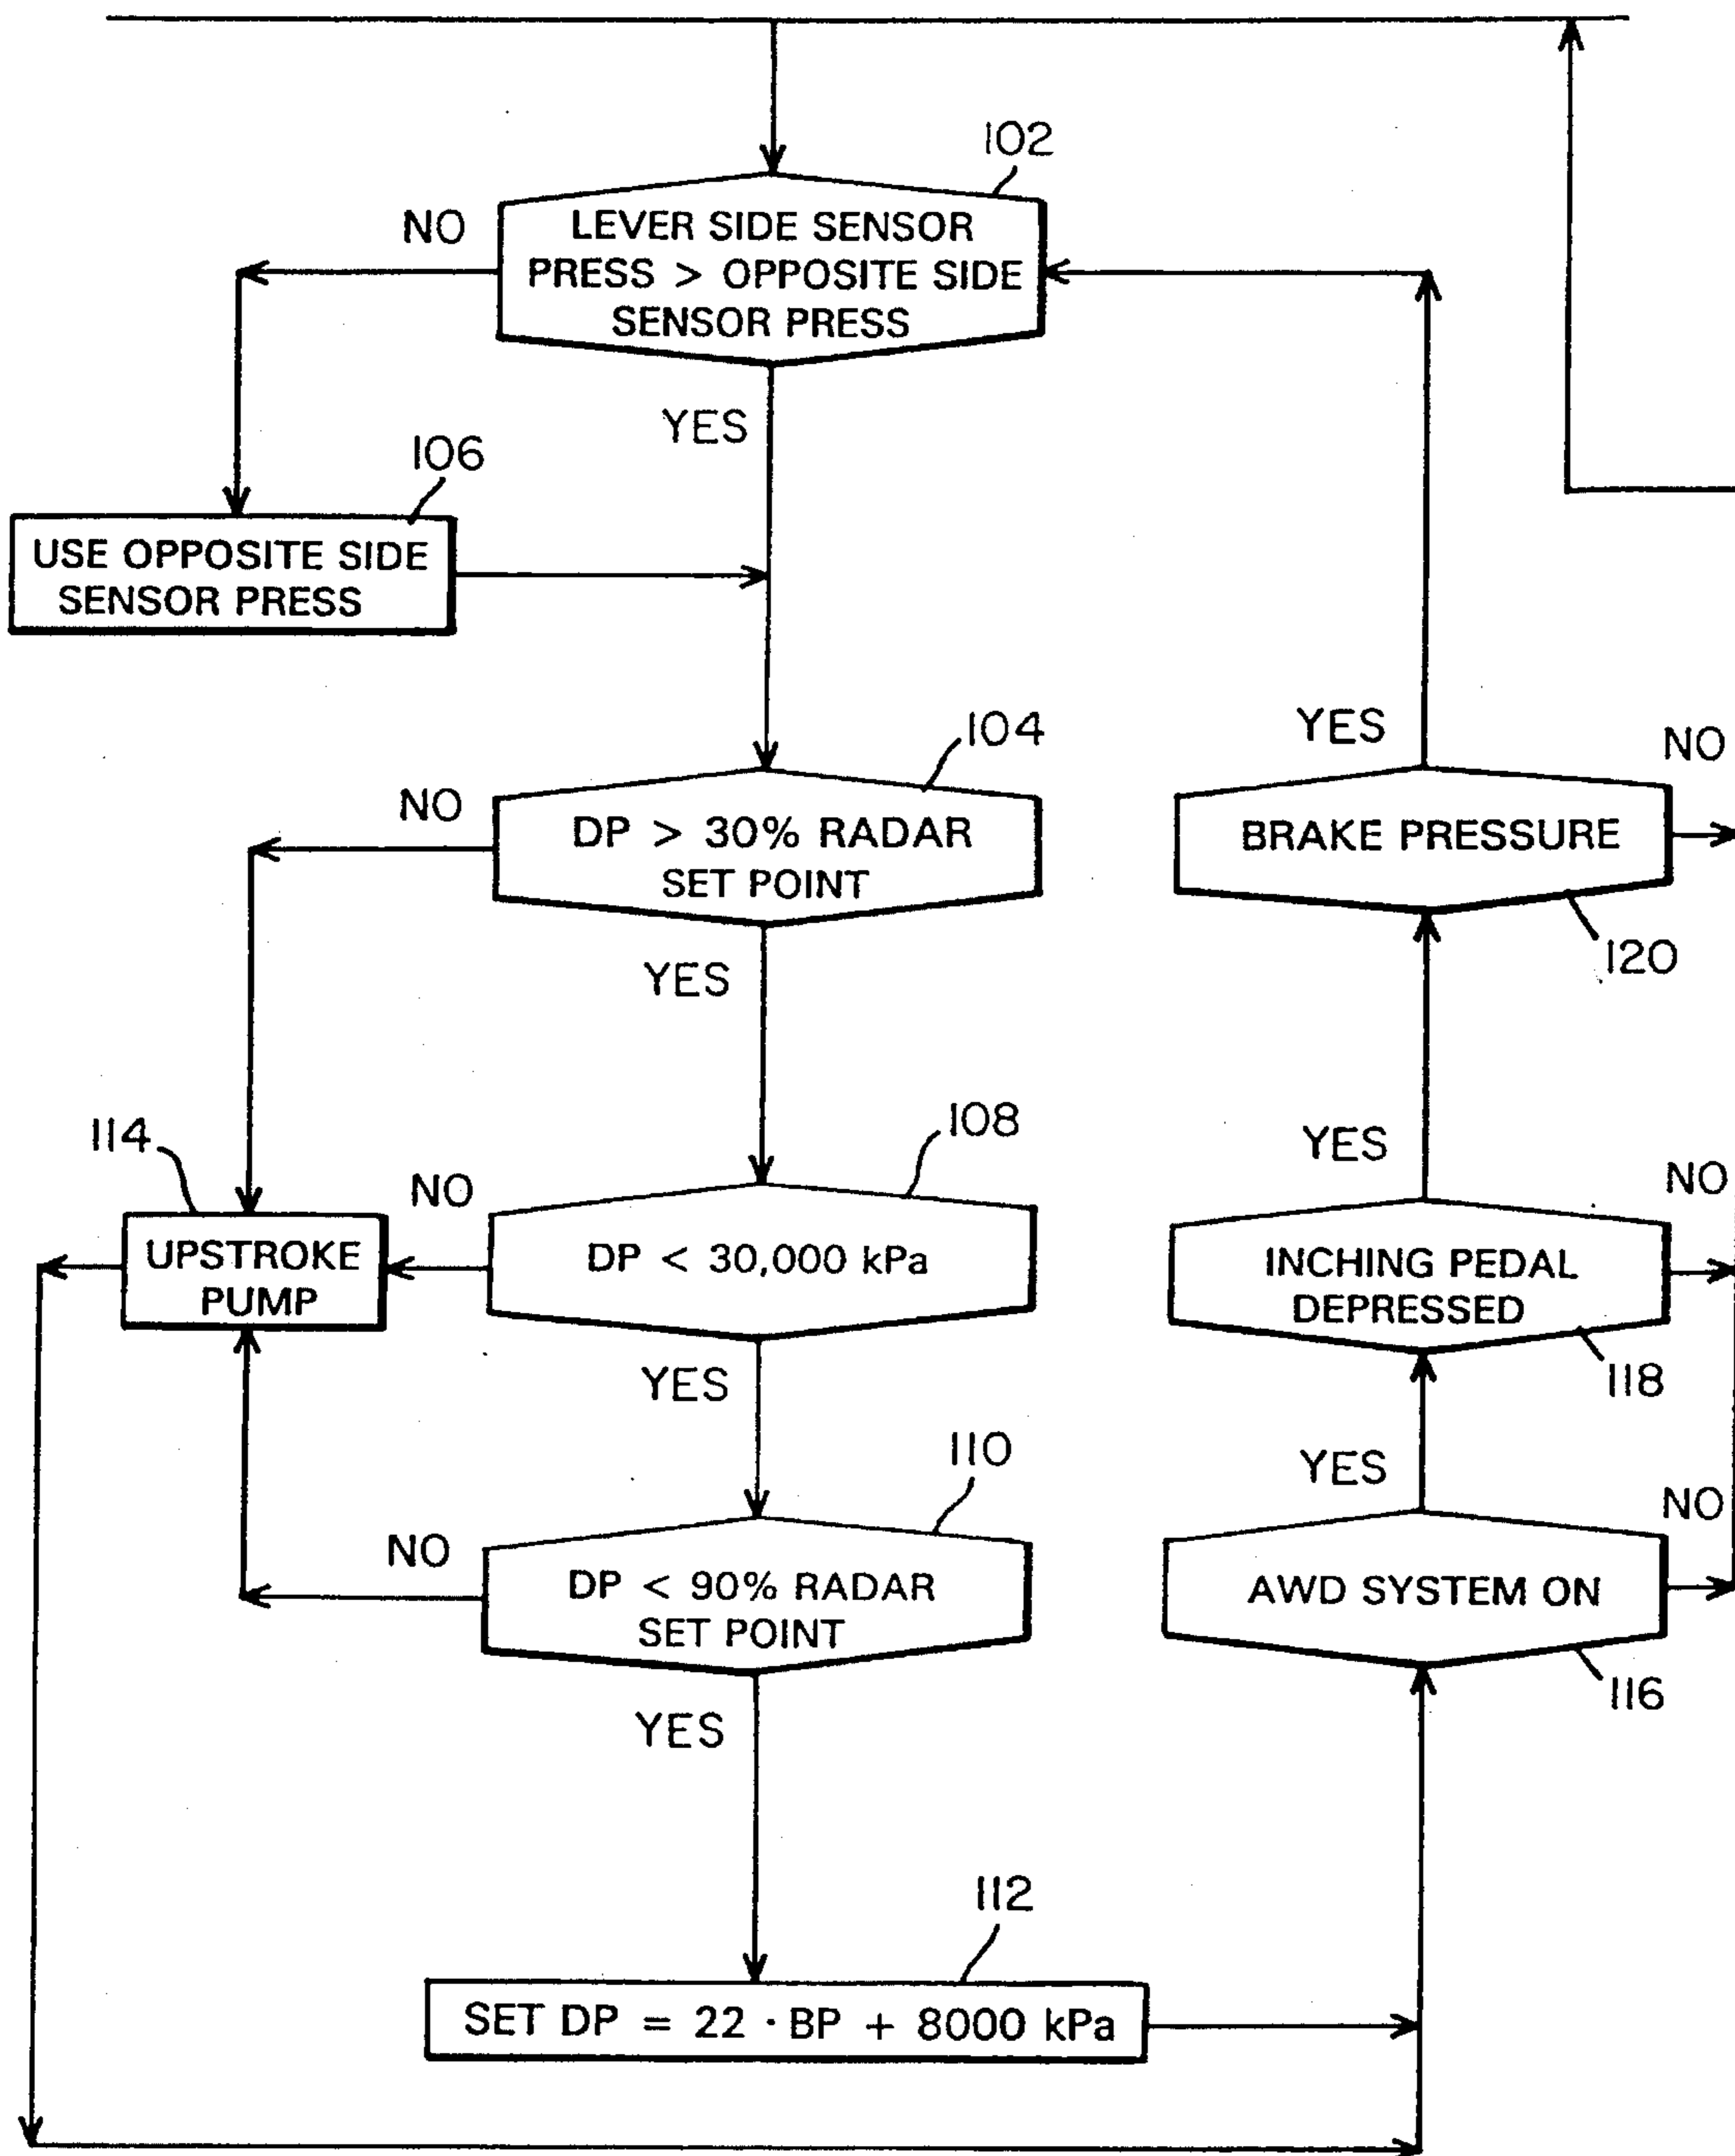 102
NO
LEVER SIDE SENSOR
PRESS > OPPOSITE SIDE
SENSOR PRESS
YES
106
USE OPPOSITE SIDE
SENSOR PRESS
104
NO
DP > 30% RADAR
SET POINT
YES
114
UPSTROKE
PUMP
NO
108
DP < 30,000 kPa
YES
110
NO
DP < 90% RADAR
SET POINT
YES
112
SET DP = 22 · BP + 8000 kPa
YES
NO
BRAKE PRESSURE
120
YES
NO
INCHING PEDAL
DEPRESSED
118
YES
NO
AWD SYSTEM ON
116